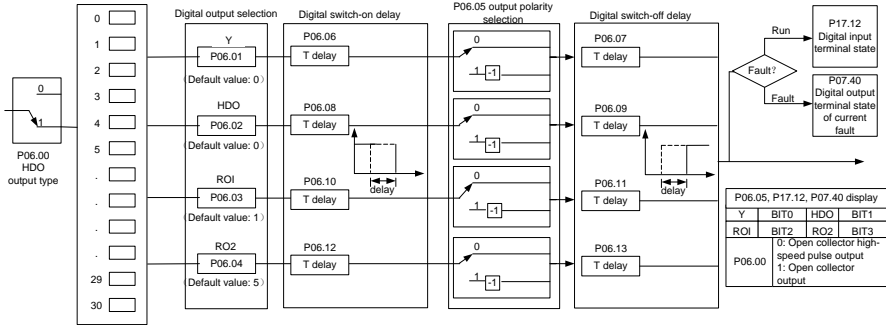 Digital output selection
Digital switch-on delay
P06.05 output polarity
selection
Digital switch-off delay
0
1
2
3
4
5
.
.
.
.
29
30
0
1
P06.00
HDO
output type
Y
P06.01
(Default value: 0)
HDO
P06.02
(Default value: 0)
ROI
P06.03
(Default value: 1)
RO2
P06.04
(Default value: 5)
P06.06
T delay
P06.08
T delay
delay
P06.10
T delay
P06.12
T delay
0
1 -1
0
1 -1
0
1 -1
0
1 -1
P06.07
T delay
P06.09
T delay
delay
P06.11
T delay
P06.13
T delay
Fault?
Run
Fault
P17.12
Digital input
terminal state
P07.40
Digital output
terminal state
of current
fault
P06.05, P17.12, P07.40 display
Y BIT0 HDO BIT1
ROI BIT2 RO2 BIT3
P06.00
0: Open collector high-
speed pulse output
1: Open collector
output